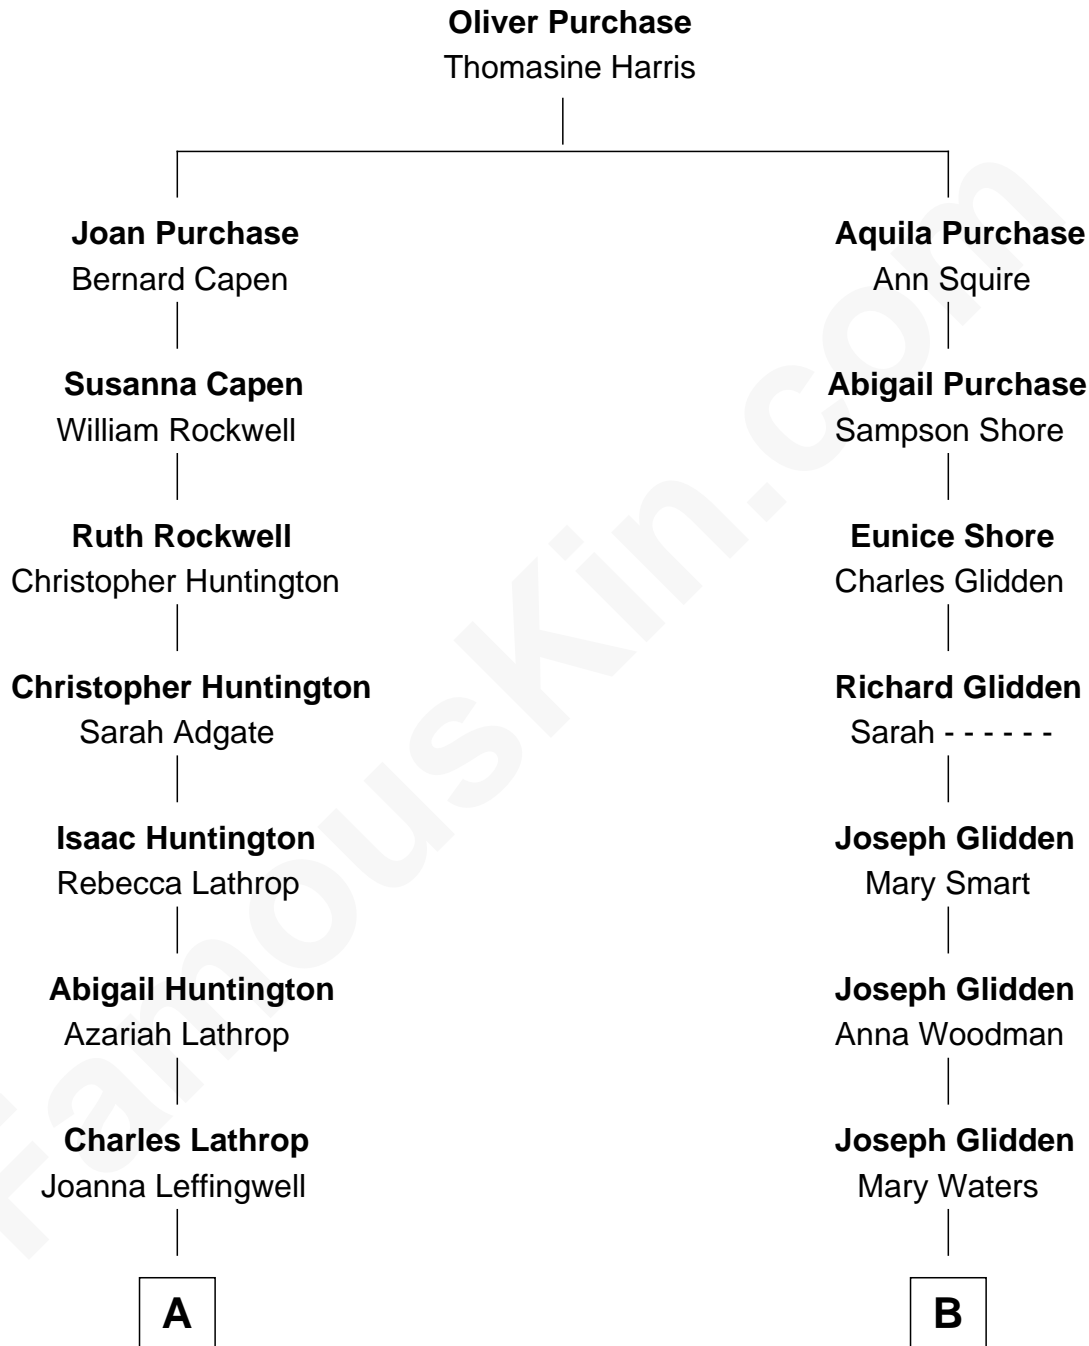 Oliver Purchase
Thomasine Harris
Joan Purchase
Bernard Capen
Aquila Purchase
Ann Squire
Susanna Capen
William Rockwell
Abigail Purchase
Sampson Shore
Ruth Rockwell
Christopher Huntington
Eunice Shore
Charles Glidden
Christopher Huntington
Sarah Adgate
Richard Glidden
Sarah - - - - - -
Isaac Huntington
Rebecca Lathrop
Joseph Glidden
Mary Smart
Abigail Huntington
Azariah Lathrop
Joseph Glidden
Anna Woodman
Charles Lathrop
Joanna Leffingwell
Joseph Glidden
Mary Waters
A
B
FamousKin.com